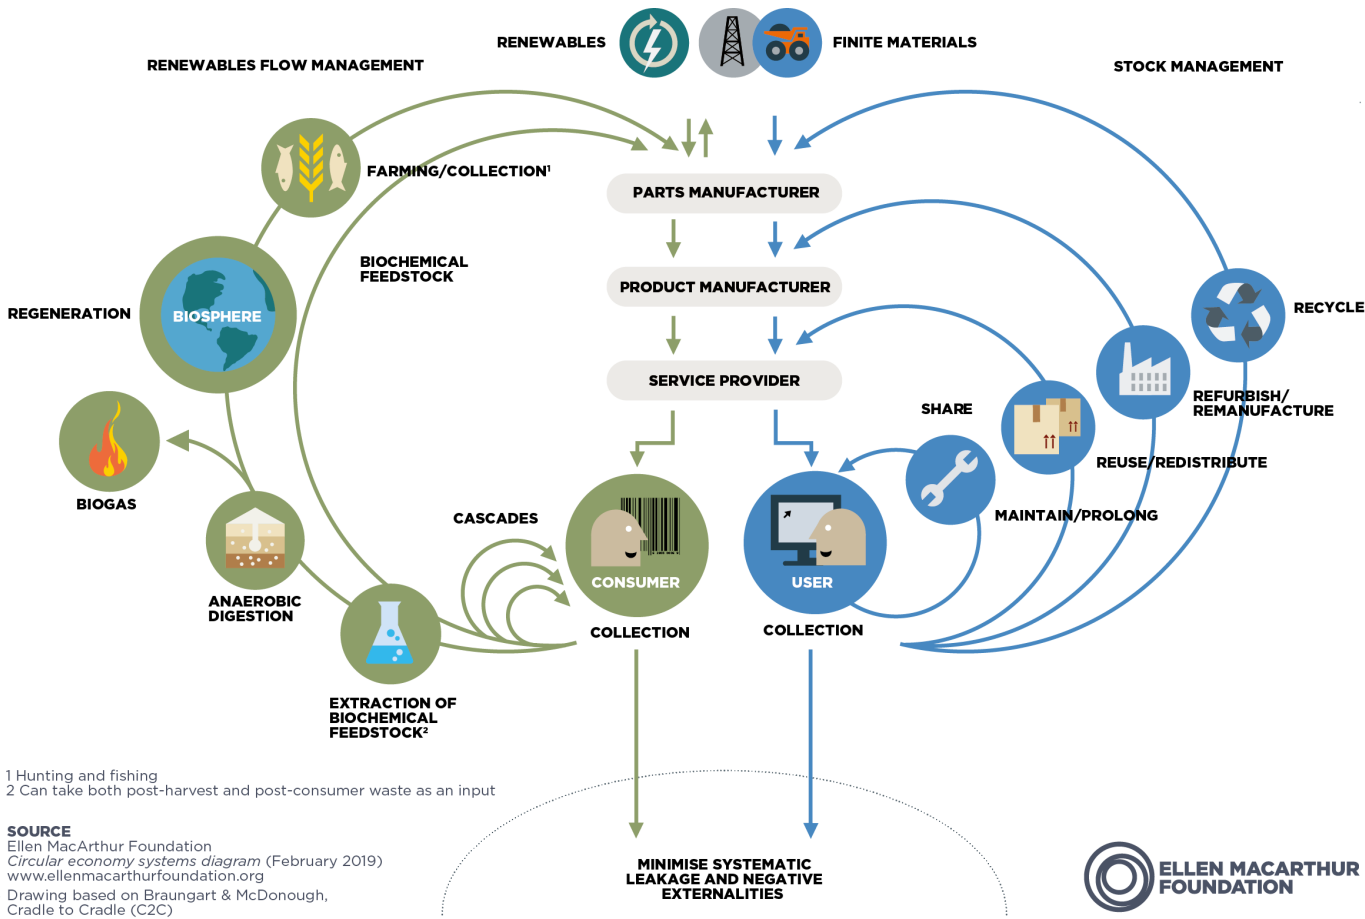 RENEWABLES
FINITE MATERIALS
RENEWABLES FLOW MANAGEMENT
STOCK MANAGEMENT
FARMING/COLLECTION¹
PARTS MANUFACTURER
BIOCHEMICAL
FEEDSTOCK
PRODUCT MANUFACTURER
REGENERATION
BIOSPHERE
RECYCLE
SERVICE PROVIDER
SHARE
REFURBISH/
REMANUFACTURE
REUSE/REDISTRIBUTE
BIOGAS
CASCADES
MAINTAIN/PROLONG
CONSUMER
USER
ANAEROBIC
DIGESTION
COLLECTION
COLLECTION
EXTRACTION OF
BIOCHEMICAL
FEEDSTOCK²
1 Hunting and fishing
2 Can take both post-harvest and post-consumer waste as an input
SOURCE
Ellen MacArthur Foundation
Circular economy systems diagram (February 2019)
www.ellenmacarthurfoundation.org
Drawing based on Braungart & McDonough,
Cradle to Cradle (C2C)
MINIMISE SYSTEMATIC
LEAKAGE AND NEGATIVE
EXTERNALITIES
ELLEN MACARTHUR
FOUNDATION